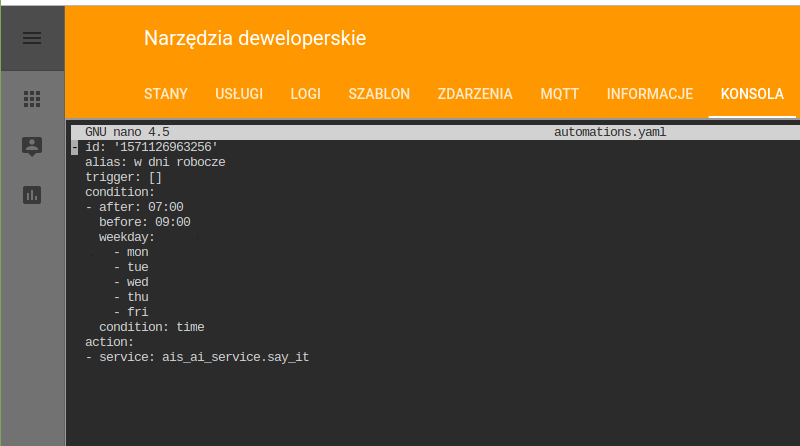 Narzędzia deweloperskie
STANY USŁUGI LOGI SZABLON ZDARZENIA MQTT INFORMACJE KONSOLA
GNU nano 4.5 automations.yaml
- id: '1571126963256'
  alias: w dni robocze
  trigger: []
  condition:
  - after: 07:00
    before: 09:00
    weekday:
      - mon
      - tue
      - wed
      - thu
      - fri
    condition: time
  action:
  - service: ais_ai_service.say_it